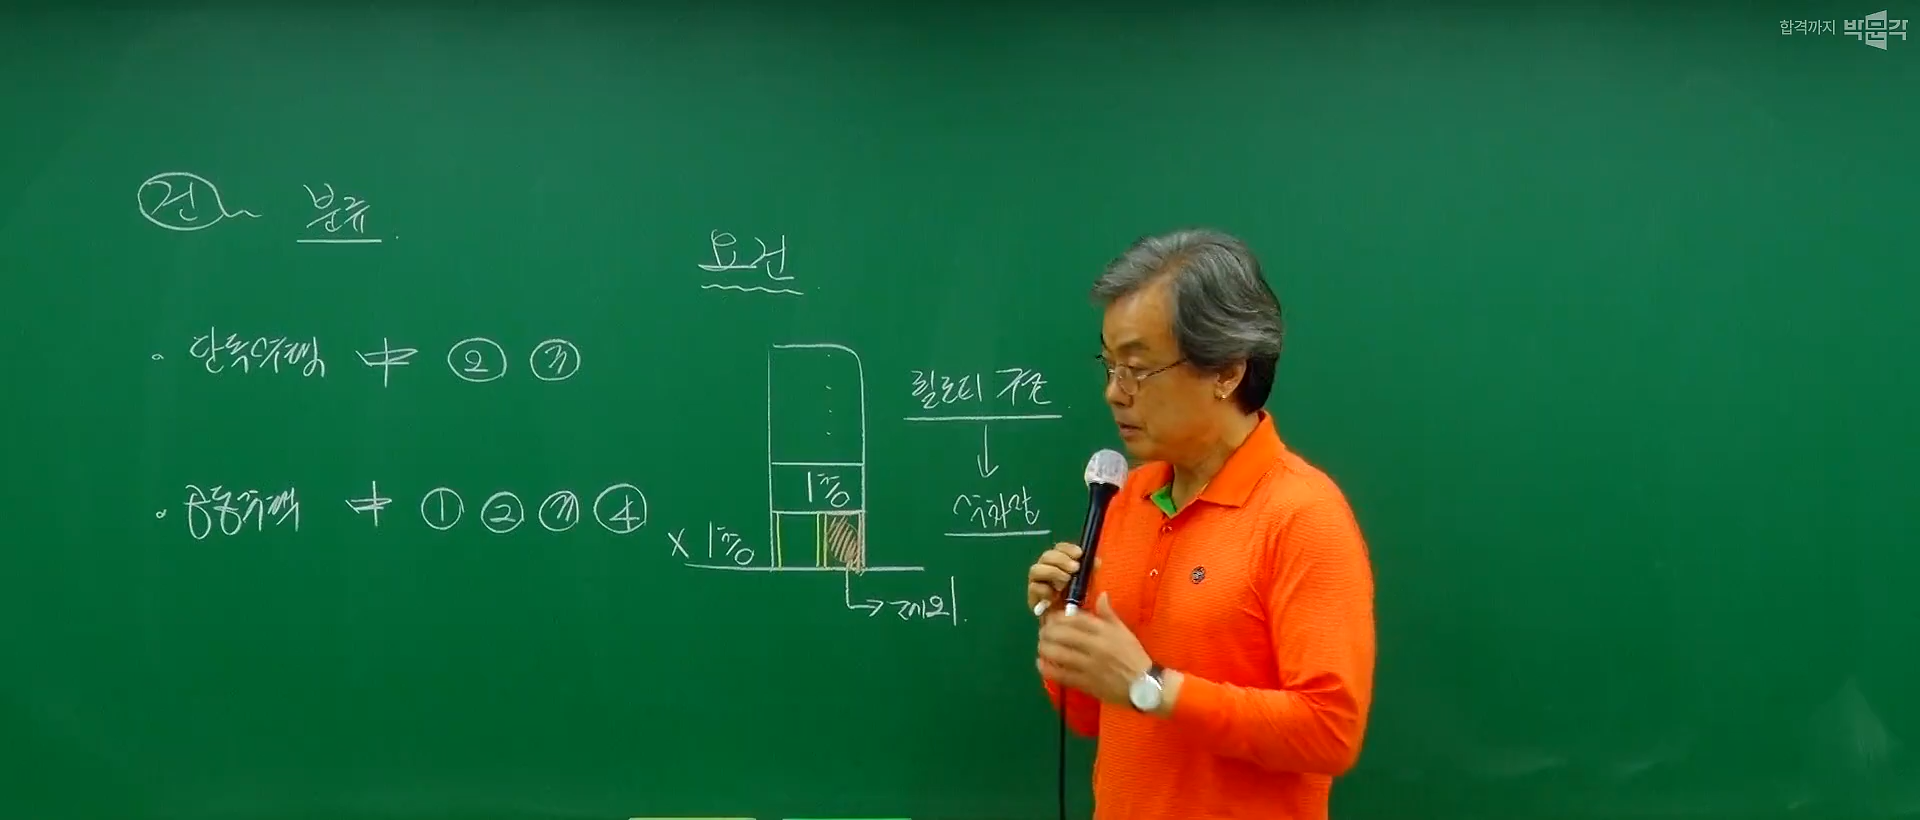 합격까지 박문각
건 분류.
요건.
· 단독주택 中 ② ③
· 공동주택 中 ① ② ③ ④
필로티 구조.
↓
주차장
1층
X 1층
→ 제외.